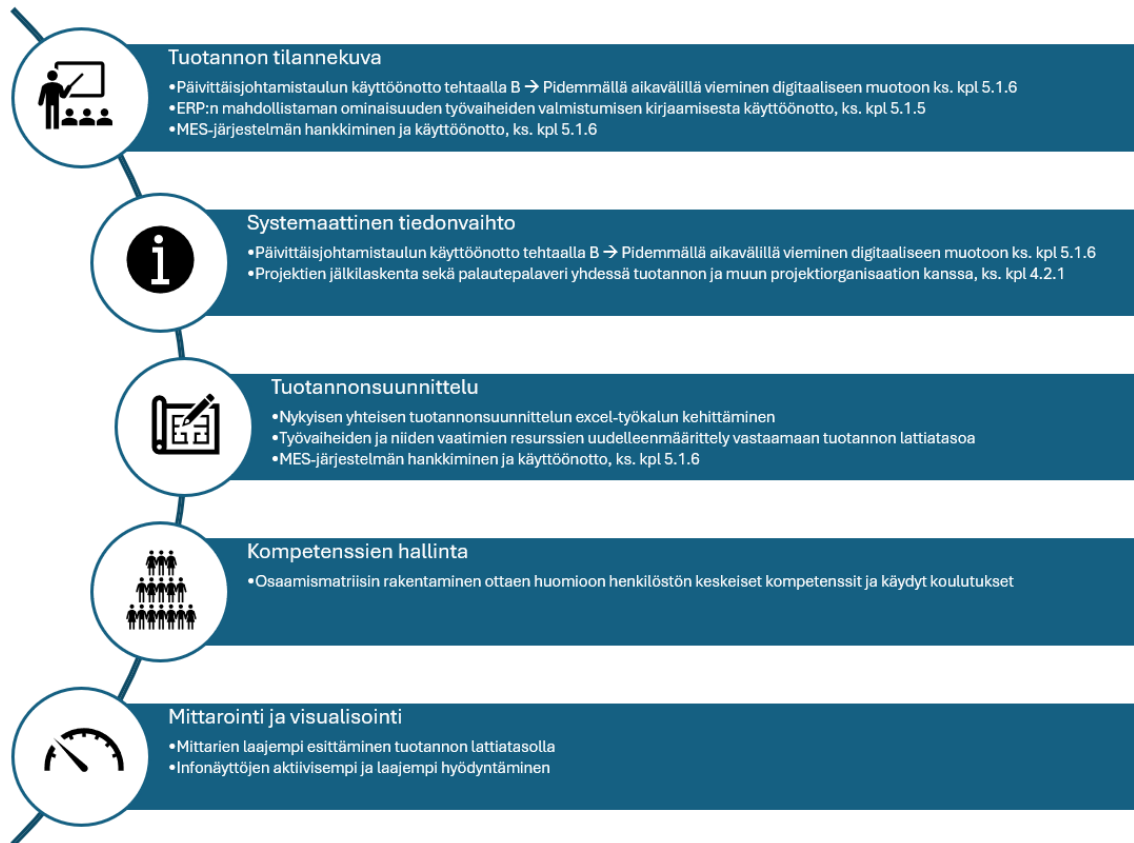 Tuotannon tilannekuva
•Päivittäisjohtamistaulun käyttöönotto tehtaalla B → Pidemmällä aikavälillä vieminen digitaaliseen muotoon ks. kpl 5.1.6
•ERP:n mahdollistaman ominaisuuden työvaiheiden valmistumisen kirjaamisesta käyttöönotto, ks. kpl 5.1.5
•MES-järjestelmän hankkiminen ja käyttöönotto, ks. kpl 5.1.6
Systemaattinen tiedonvaihto
•Päivittäisjohtamistaulun käyttöönotto tehtaalla B → Pidemmällä aikavälillä vieminen digitaaliseen muotoon ks. kpl 5.1.6
•Projektien jälkilaskenta sekä palautepalaveri yhdessä tuotannon ja muun projektiorganisaation kanssa, ks. kpl 4.2.1
Tuotannonsuunnittelu
•Nykyisen yhteisen tuotannonsuunnittelun excel-työkalun kehittäminen
•Työvaiheiden ja niiden vaatimien resurssien uudelleenmäärittely vastaamaan tuotannon lattiatasoa
•MES-järjestelmän hankkiminen ja käyttöönotto, ks. kpl 5.1.6
Kompetenssien hallinta
•Osaamismatriisin rakentaminen ottaen huomioon henkilöstön keskeiset kompetenssit ja käydyt koulutukset
Mittarointi ja visualisointi
•Mittarien laajempi esittäminen tuotannon lattiatasolla
•Infonäyttöjen aktiivisempi ja laajempi hyödyntäminen